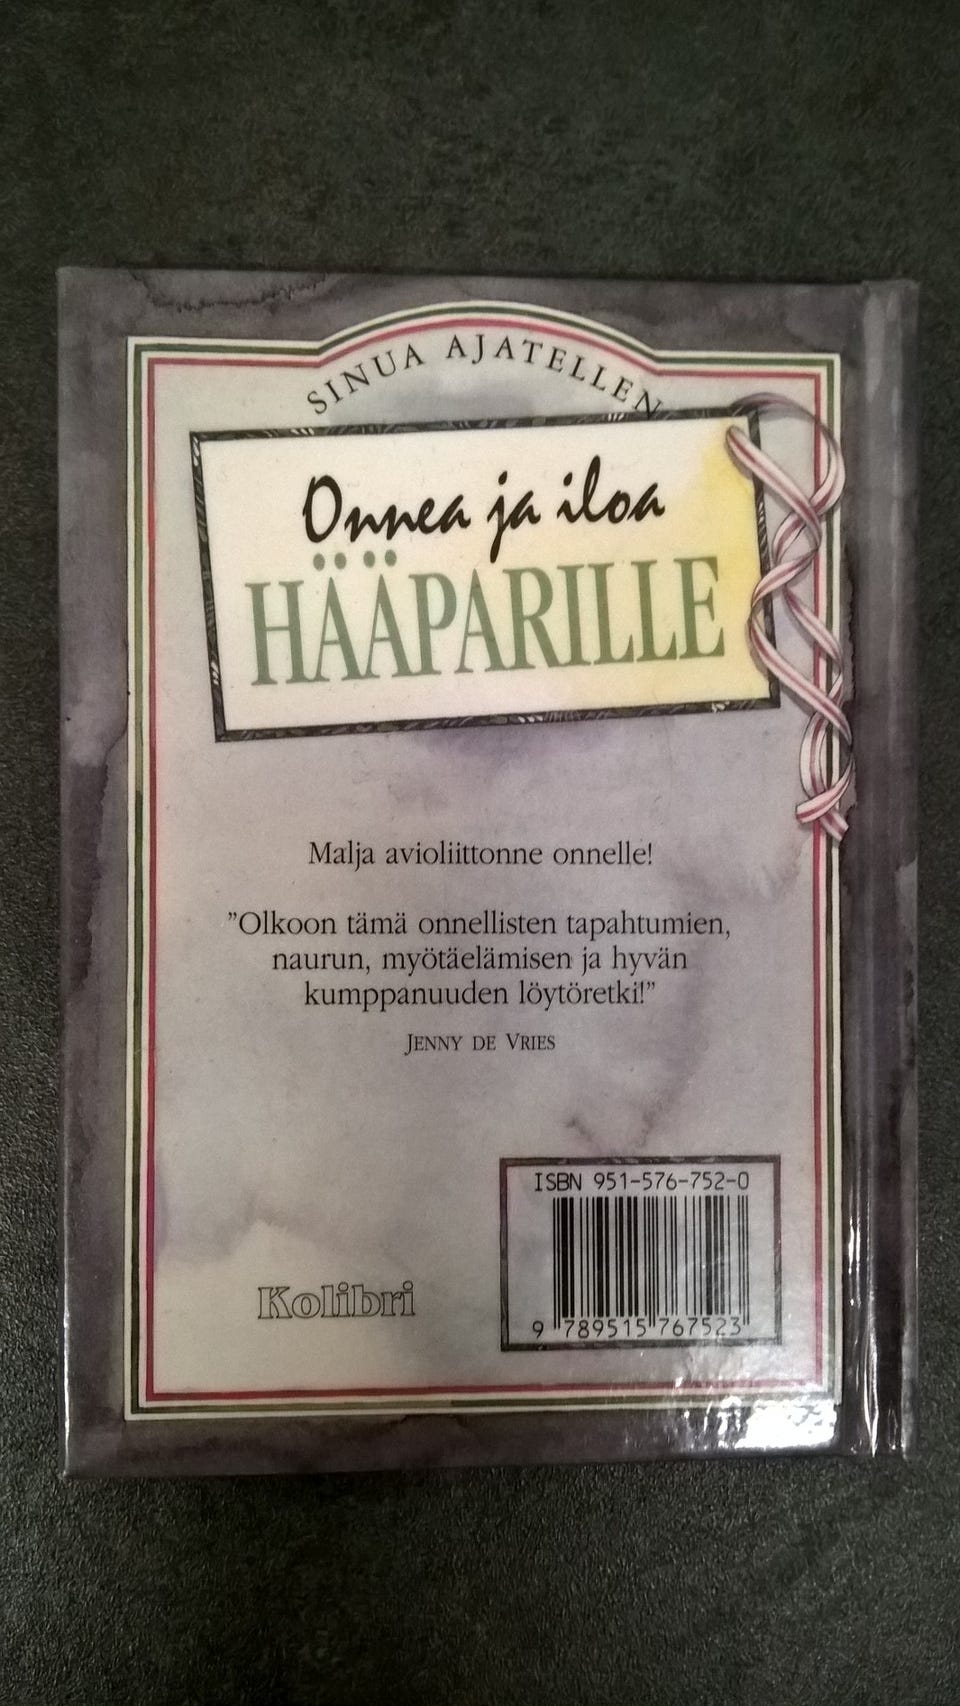 SINUA AJATELLEN
Onnea ja iloa
HÄÄPARILLE
Malja avioliittonne onnelle!
”Olkoon tämä onnellisten tapahtumien,
naurun, myötäelämisen ja hyvän
kumppanuuden löytöretki!”
JENNY DE VRIES
ISBN 951-576-752-0
Kolibri
9 789515 767523